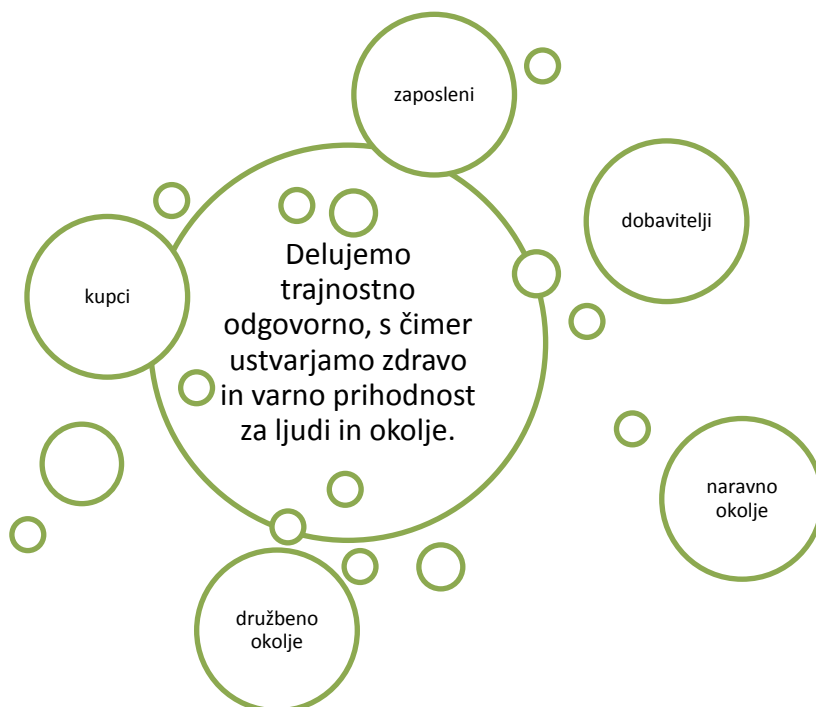 zaposleni
dobavitelji
kupci
Delujemo
trajnostno
odgovorno, s čimer
ustvarjamo zdravo
in varno prihodnost
za ljudi in okolje.
naravno
okolje
družbeno
okolje